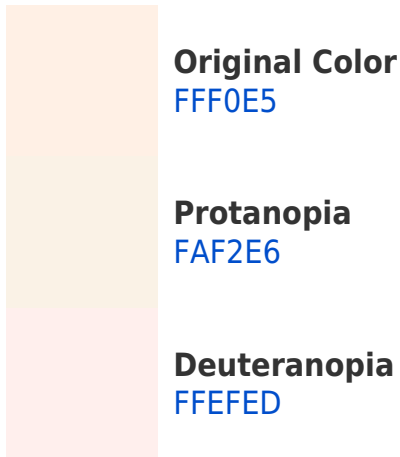 Original Color
FFF0E5
Protanopia
FAF2E6
Deuteranopia
FFEFED